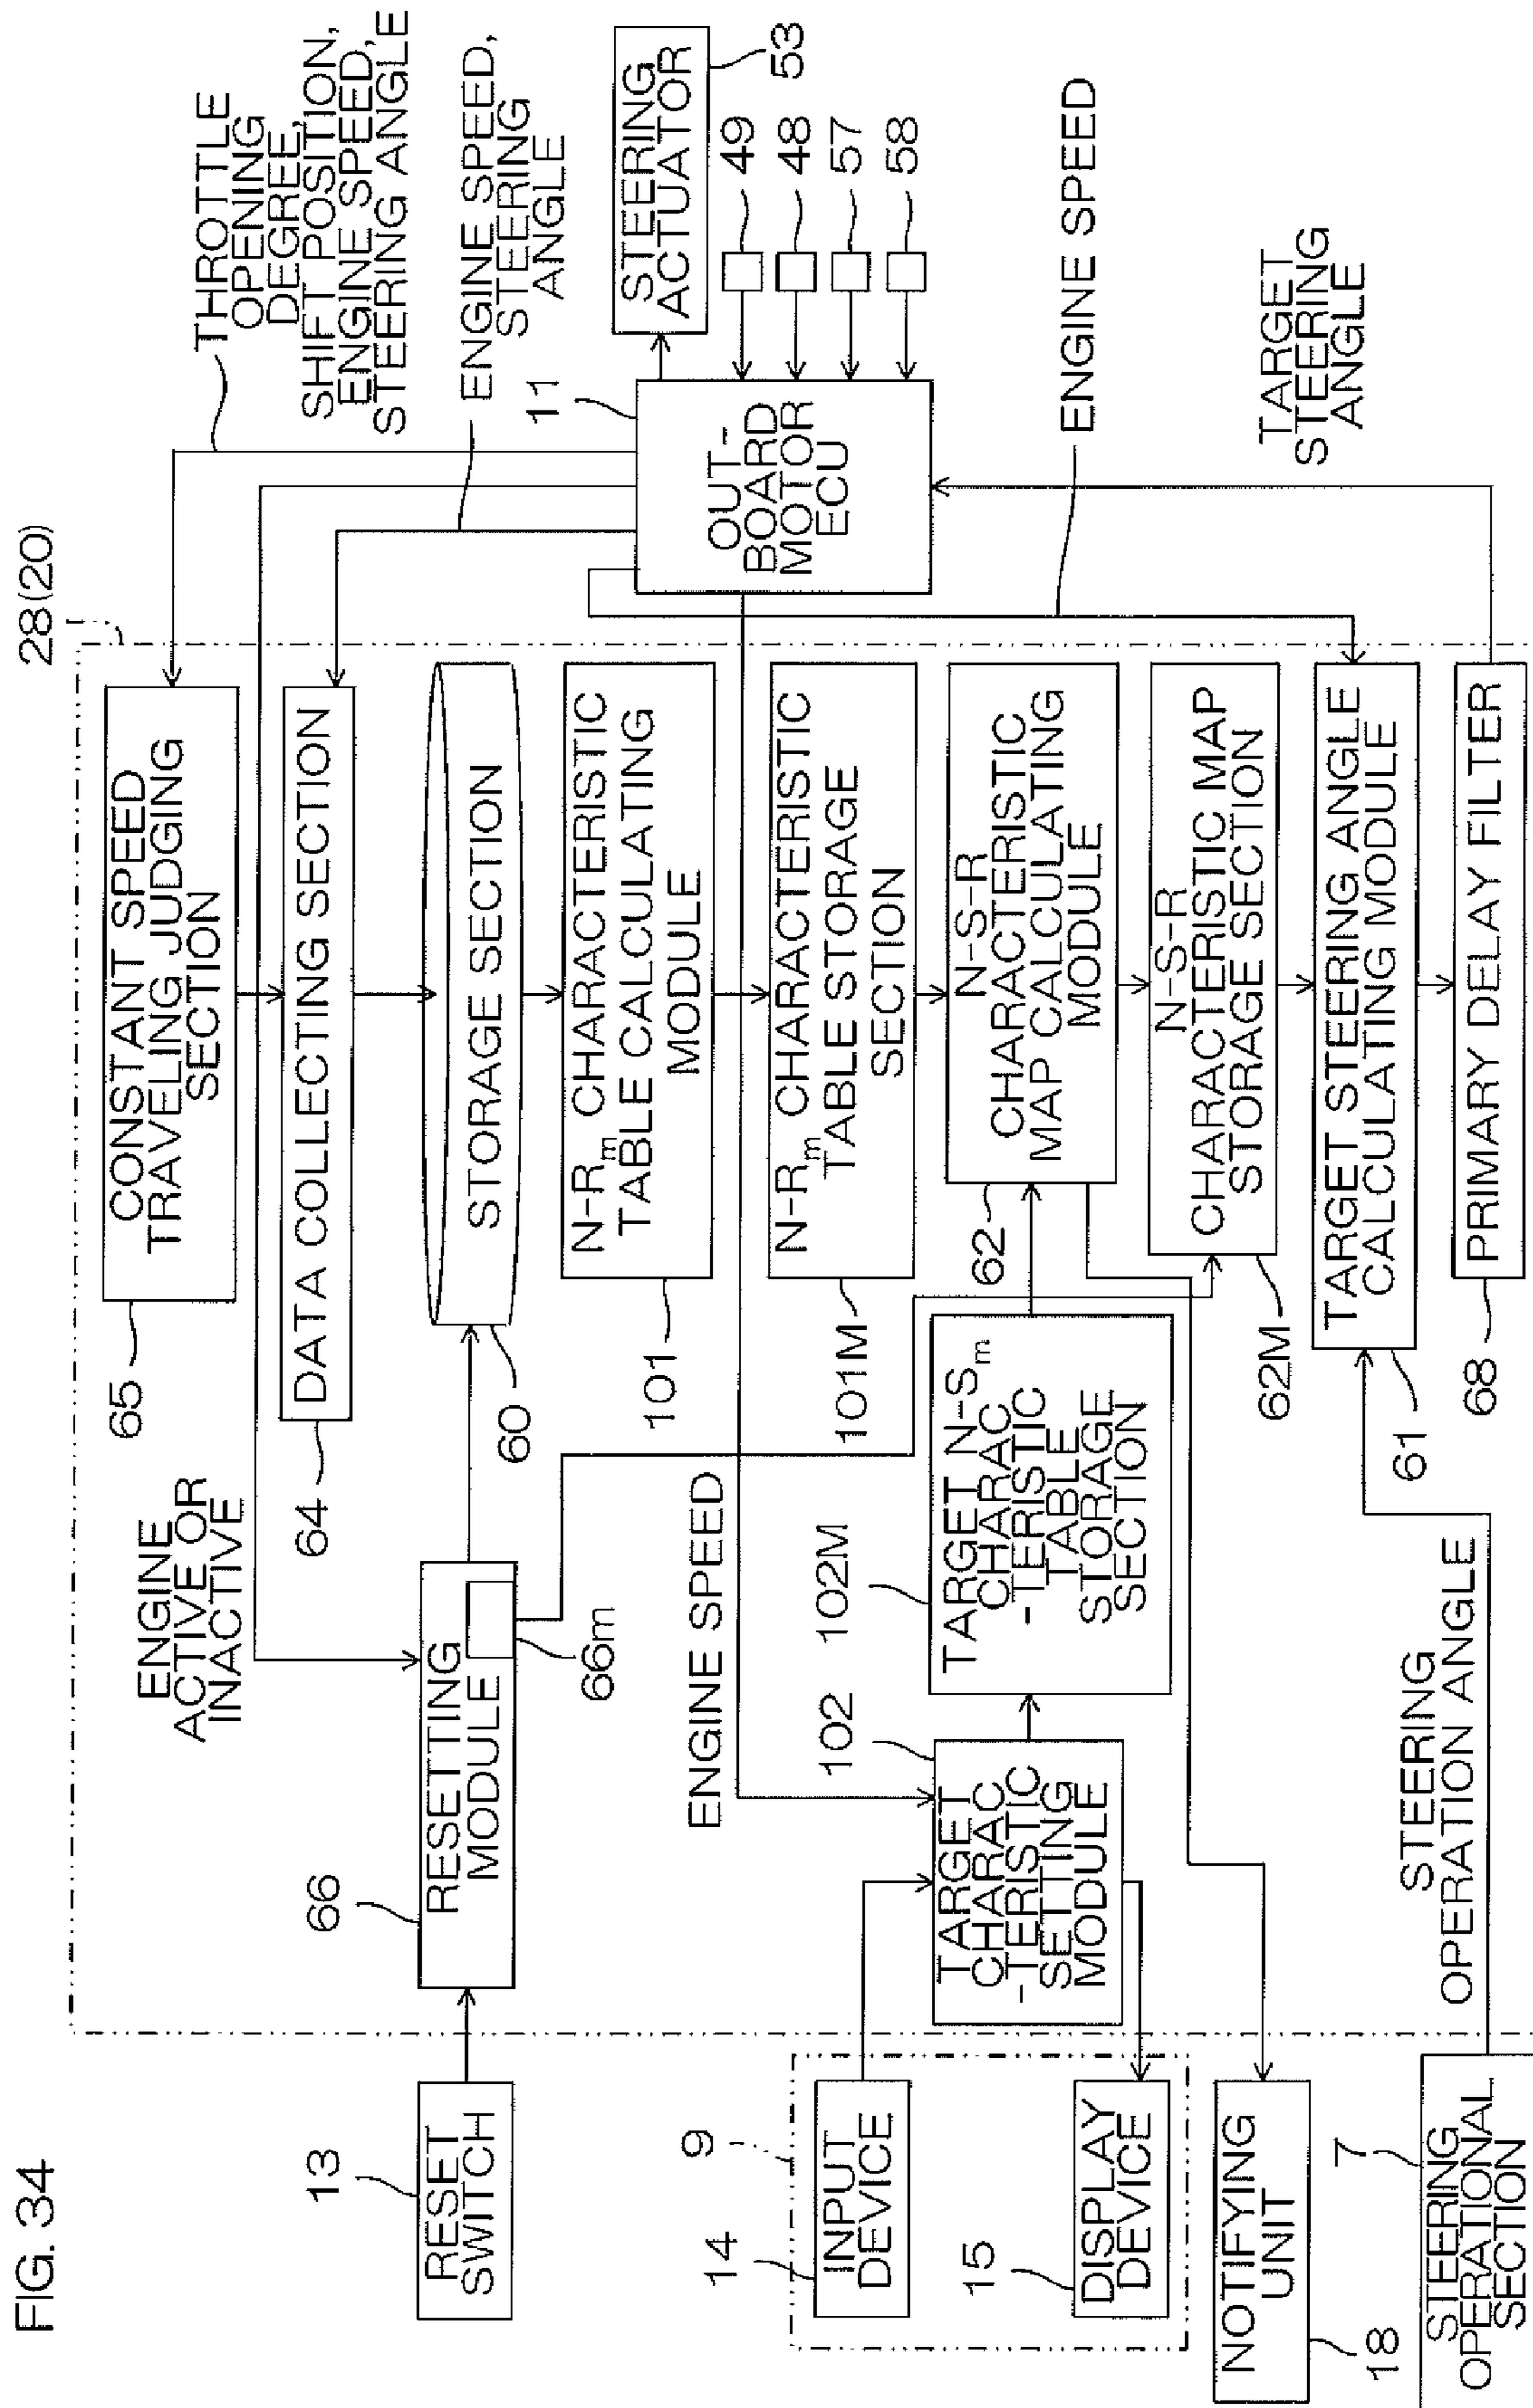 FIG. 34
28(20)
THROTTLE
OPENING
DEGREE,
SHIFT POSITION,
ENGINE SPEED,
STEERING ANGLE
ENGINE SPEED,
STEERING
ANGLE
65
CONSTANT SPEED
TRAVELING JUDGING
SECTION
ENGINE
ACTIVE OR
INACTIVE
64
DATA COLLECTING SECTION
11
OUT-
BOARD
MOTOR
ECU
STEERING
ACTUATOR
53
49
48
57
58
13
RESET
SWITCH
66
RESETTING
MODULE
66m
60
STORAGE SECTION
101
N-Rm CHARACTERISTIC
TABLE CALCULATING
MODULE
ENGINE SPEED
101M
N-Rm CHARACTERISTIC
TABLE STORAGE
SECTION
9
14
INPUT
DEVICE
15
DISPLAY
DEVICE
102
TARGET
CHARAC
-TERISTIC
SETTING
MODULE
102M
TARGET N-Sm
CHARAC
-TERISTIC
TABLE
STORAGE
SECTION
62
N-S-R
CHARACTERISTIC
MAP CALCULATING
MODULE
ENGINE SPEED
62M
N-S-R
CHARACTERISTIC MAP
STORAGE SECTION
18
NOTIFYING
UNIT
61
TARGET STEERING ANGLE
CALCULATING MODULE
TARGET
STEERING
ANGLE
7
STEERING
OPERATIONAL
SECTION
STEERING
OPERATION ANGLE
68
PRIMARY DELAY FILTER